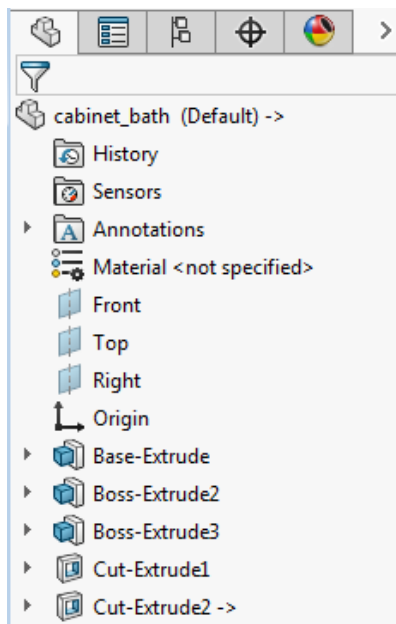 cabinet_bath (Default) ->
History
Sensors
Annotations
Material <not specified>
Front
Top
Right
Origin
Base-Extrude
Boss-Extrude2
Boss-Extrude3
Cut-Extrude1
Cut-Extrude2 ->